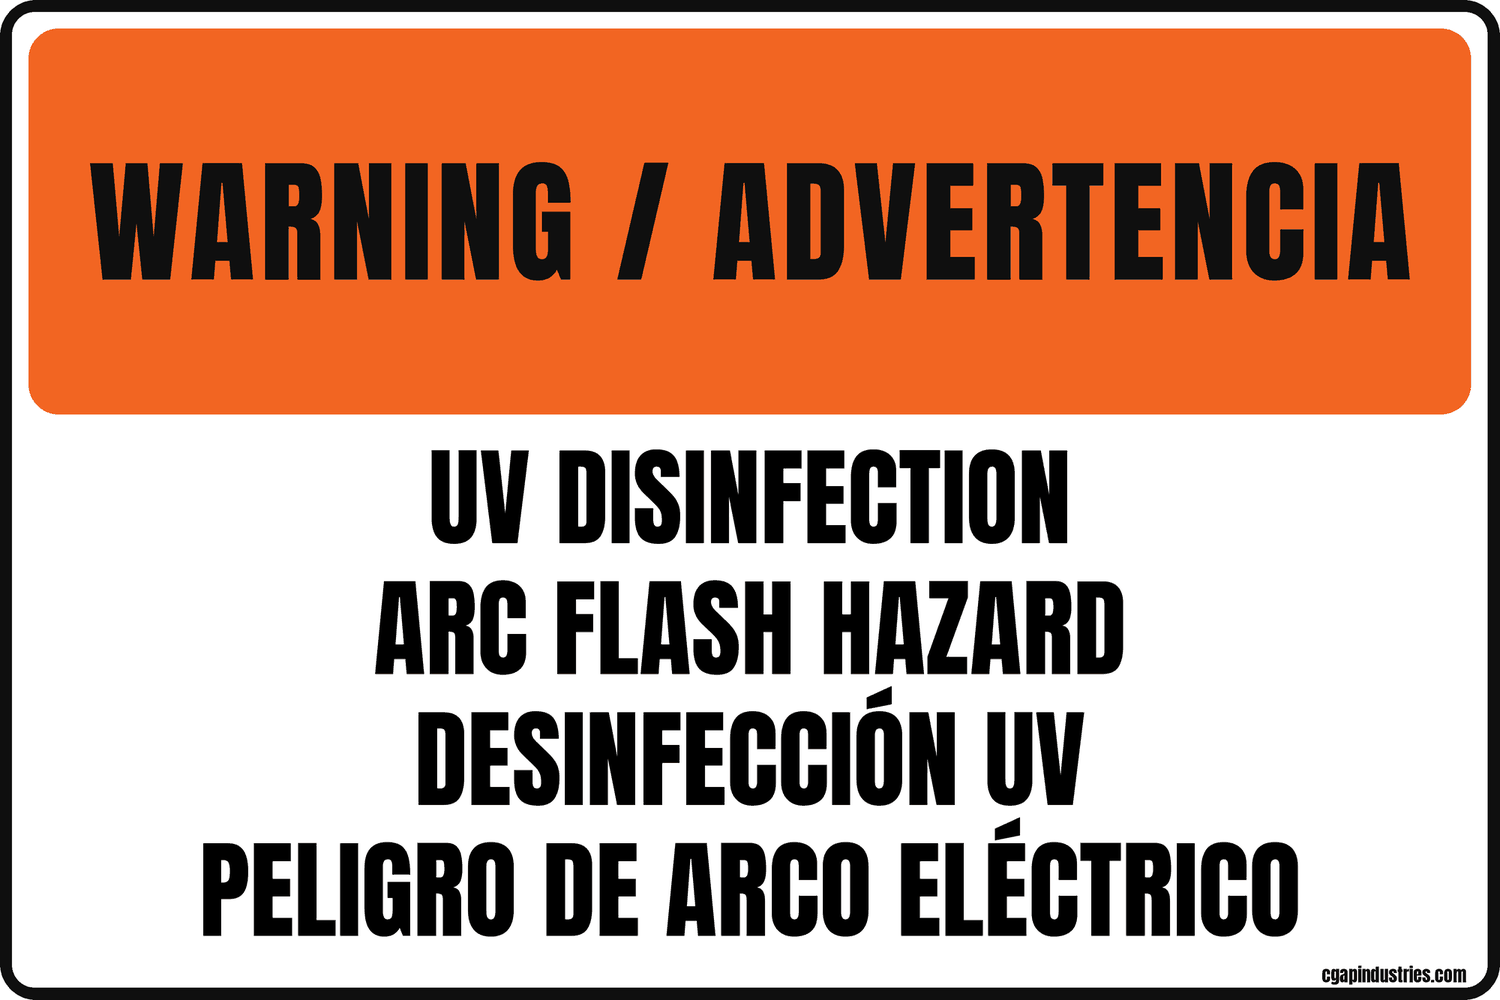 WARNING / ADVERTENCIA
UV DISINFECTION
ARC FLASH HAZARD
DESINFECCIÓN UV
PELIGRO DE ARCO ELÉCTRICO
cgapindustries.com